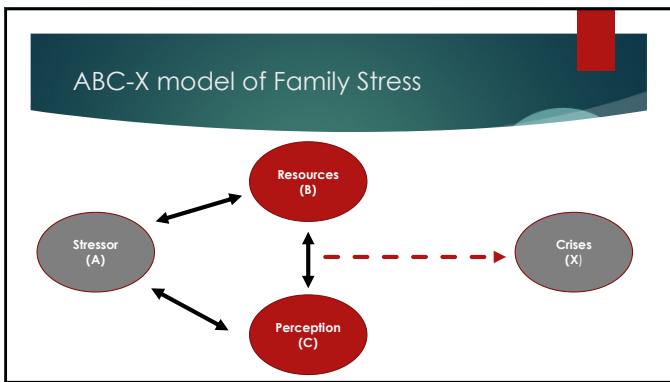 ABC-X model of Family Stress
Resources
(B)
Stressor
(A)
Crises
(X)
Perception
(C)